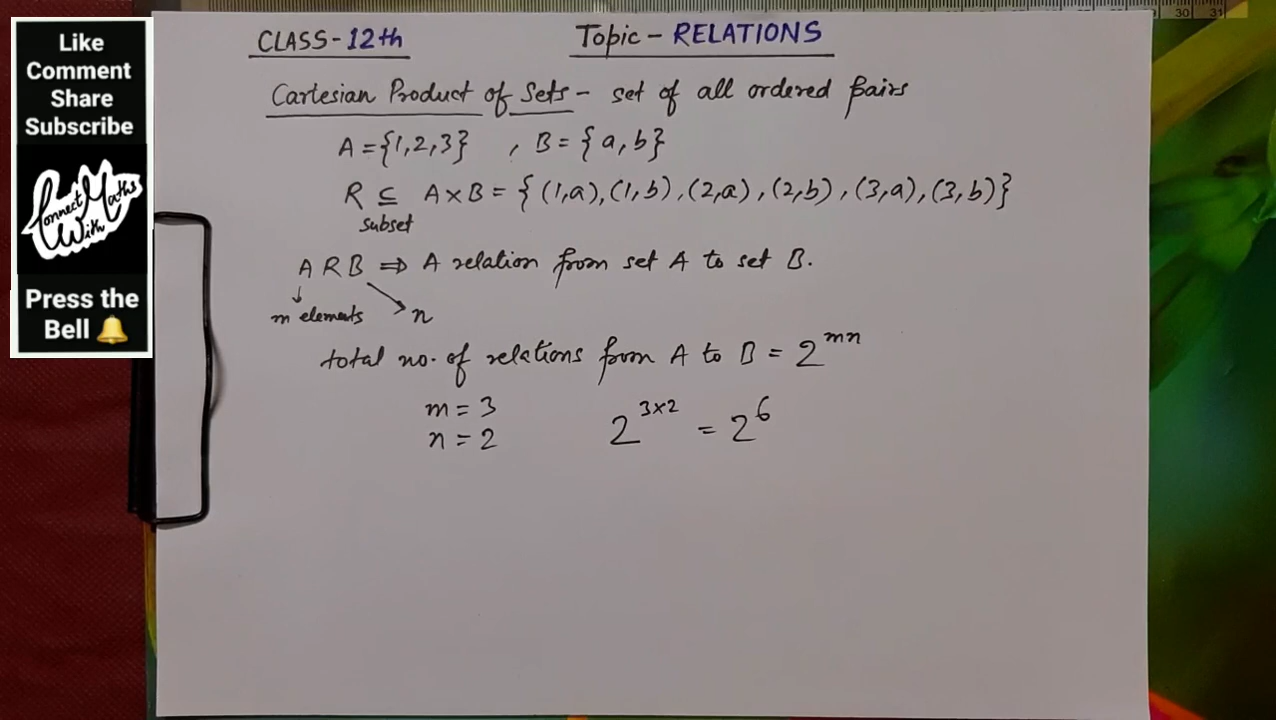 Like
Comment
Share
Subscribe
Connect
With Maths
Press the
Bell 🔔
30 31
CLASS-12th Topic - RELATIONS
Cartesian Product of Sets - set of all ordered pairs
A = {1,2,3} , B = {a,b}
R ⊆ A×B = { (1,a), (1,b), (2,a), (2,b), (3,a), (3,b)}
subset
A R B ⇒ A relation from set A to set B.
↓ ↘
m elements n
total no. of relations from A to B = 2^{mn}
m = 3 2^{3×2} = 2^6
n = 2